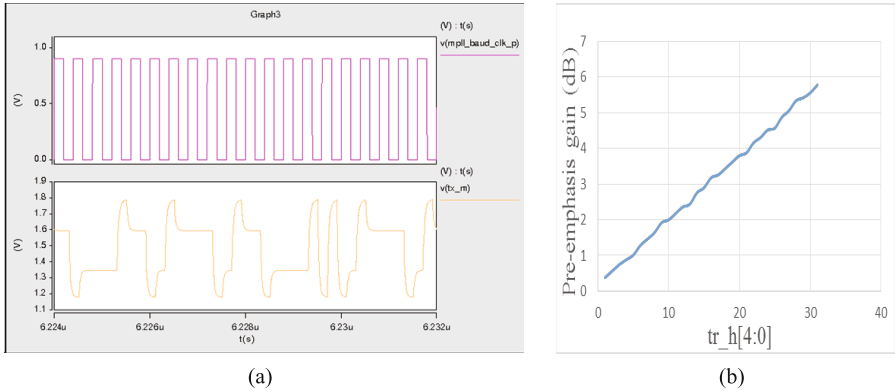 Graph3
(V) : t(s)
v(mpll_baud_clk_p)
1.0
0.5
0.0
(V)
(V) : t(s)
v(tx_m)
1.9
1.8
1.7
1.6
1.5
1.4
1.3
1.2
1.1
(V)
6.224u 6.226u 6.228u 6.23u 6.232u
t(s)
(a)
Pre-emphasis gain (dB)
7
6
5
4
3
2
1
0
0 10 20 30 40
tr_h[4:0]
(b)